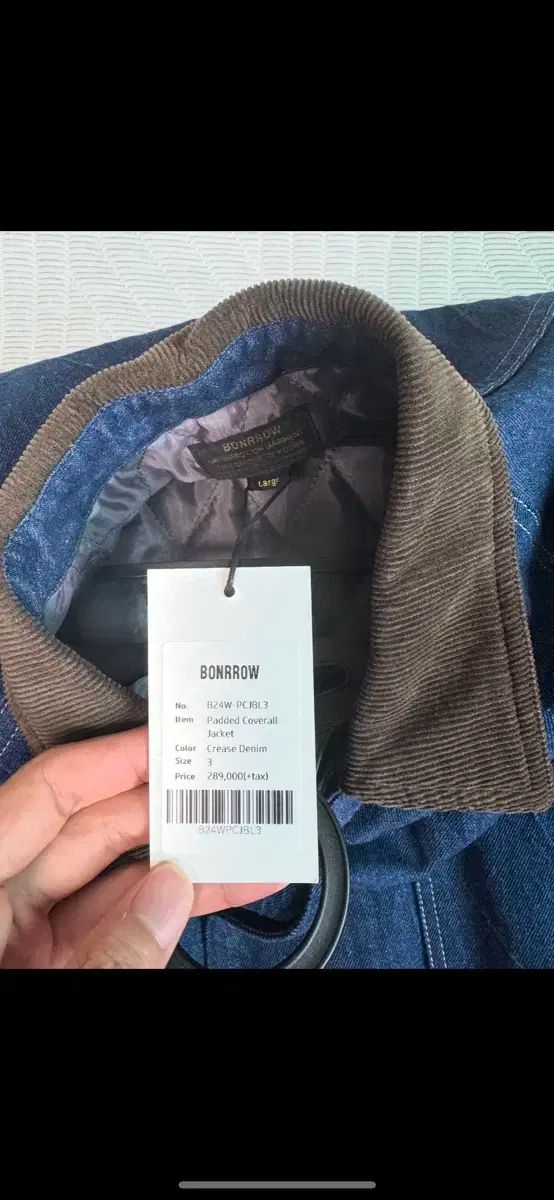 BONRROW
GARMENT
Large
BONRROW
No. B24W-PCJBL3
Item Padded Coverall
Jacket
Color Crease Denim
Size 3
Price 289,000(+tax)
B24WPCJBL3